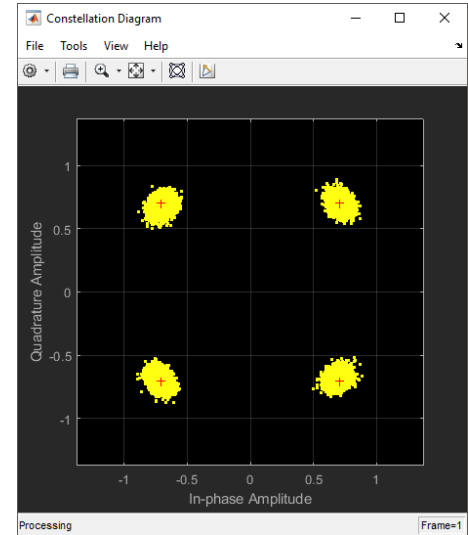 Constellation Diagram
File Tools View Help
1
0.5
0
-0.5
-1
Quadrature Amplitude
-1 -0.5 0 0.5 1
In-phase Amplitude
Processing Frame=1